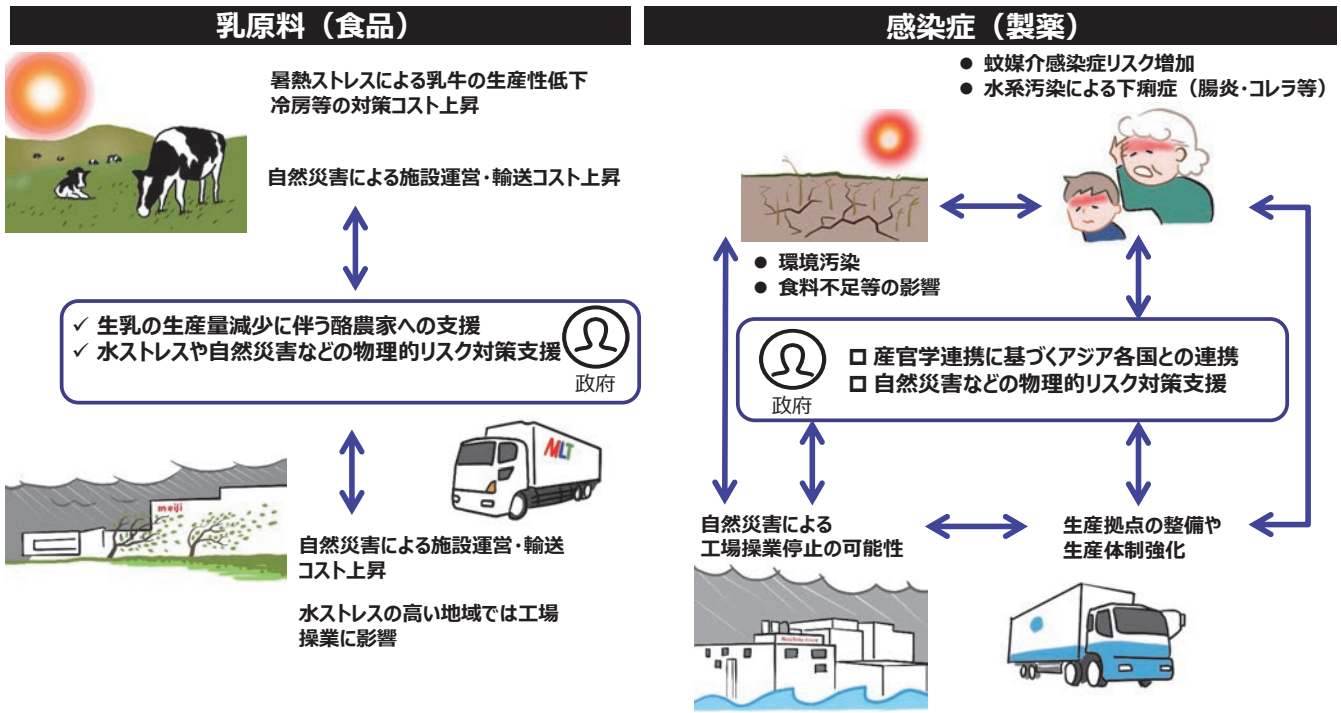 乳原料（食品）
暑熱ストレスによる乳牛の生産性低下
冷房等の対策コスト上昇
自然災害による施設運営・輸送コスト上昇
✓ 生乳の生産量減少に伴う酪農家への支援
✓ 水ストレスや自然災害などの物理的リスク対策支援
政府
MLT
meiji
自然災害による施設運営・輸送
コスト上昇
水ストレスの高い地域では工場
操業に影響
感染症（製薬）
● 蚊媒介感染症リスク増加
● 水系汚染による下痢症（腸炎・コレラ等）
● 環境汚染
● 食料不足等の影響
政府
□ 産官学連携に基づくアジア各国との連携
□ 自然災害などの物理的リスク対策支援
自然災害による
工場操業停止の可能性
生産拠点の整備や
生産体制強化